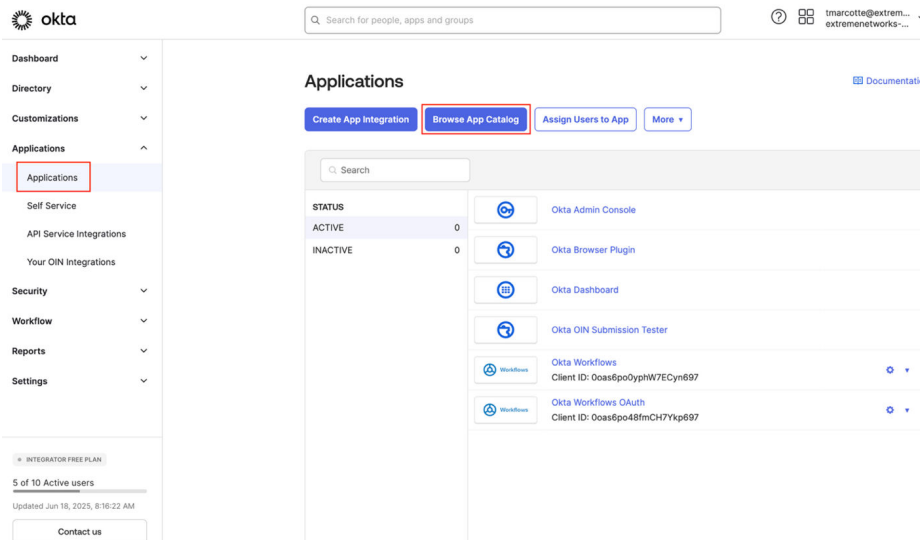 okta
Search for people, apps and groups
tmarcotte@extrem...
extremenetworks-...
Dashboard
Directory
Customizations
Applications
Applications
Self Service
API Service Integrations
Your OIN Integrations
Security
Workflow
Reports
Settings
INTEGRATOR FREE PLAN
5 of 10 Active users
Updated Jun 18, 2025, 8:16:22 AM
Contact us
Applications
Documentati
Create App Integration
Browse App Catalog
Assign Users to App
More
Search
STATUS
ACTIVE 0
INACTIVE 0
Okta Admin Console
Okta Browser Plugin
Okta Dashboard
Okta OIN Submission Tester
Workflows
Okta Workflows
Client ID: 0oas6po0yphW7ECyn697
Workflows
Okta Workflows OAuth
Client ID: 0oas6po48fmCH7Ykp697